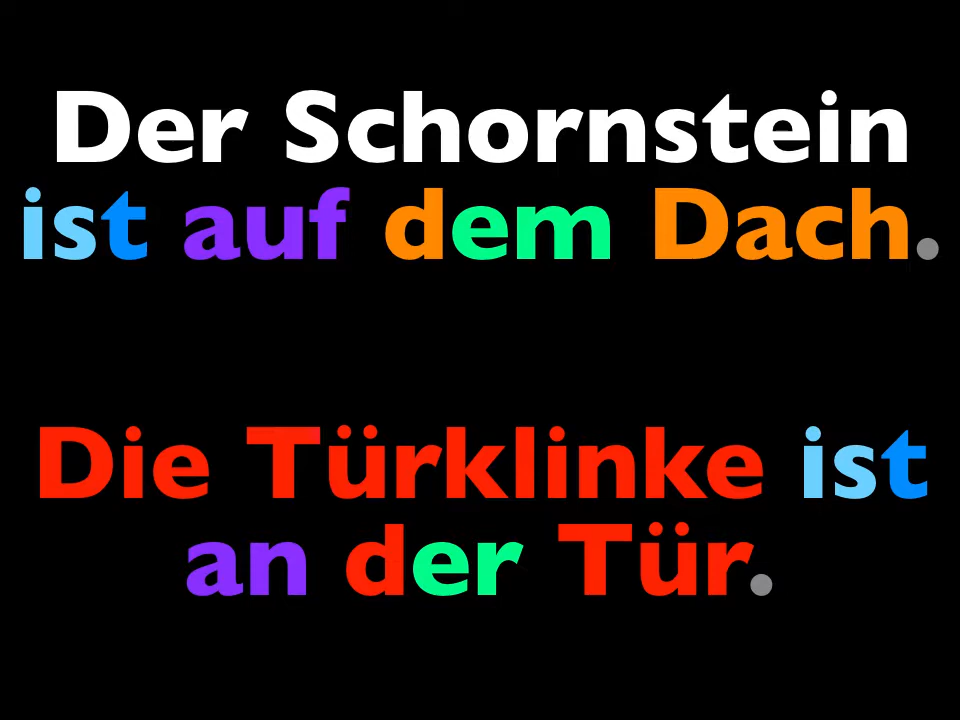 Der Schornstein
ist auf dem Dach.
Die Türklinke ist
an der Tür.